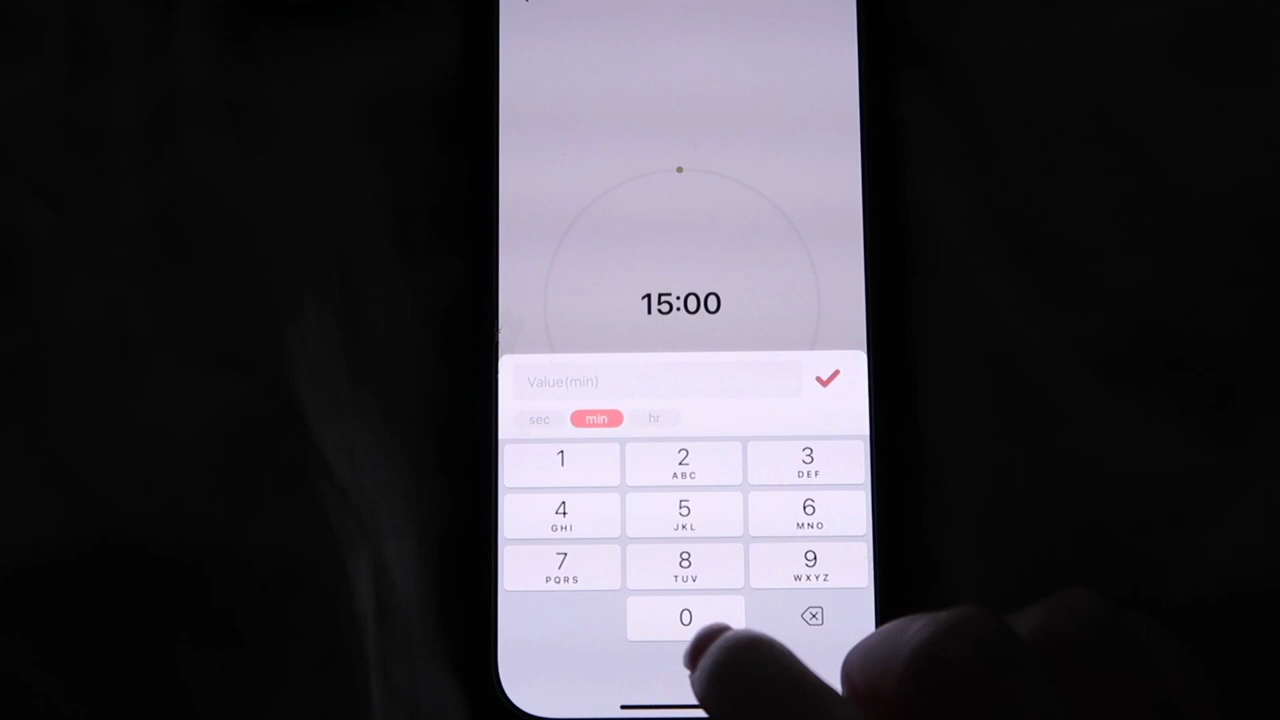 15:00
Value(min)
sec min hr
1 2 3
ABC DEF
4 5 6
GHI JKL MNO
7 8 9
PQRS TUV WXYZ
0